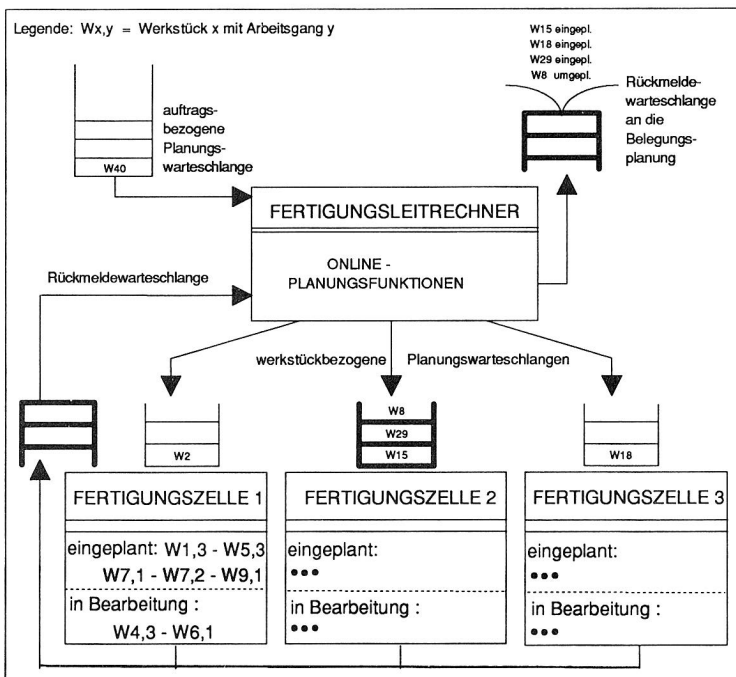 Legende: Wx,y = Werkstück x mit Arbeitsgang y
W15 eingepl.
W18 eingepl.
W29 eingepl.
W8 umgepl.
auftrags-
bezogene
Planungs-
warteschlange
W40
Rückmelde-
warteschlange
an die
Belegungs-
planung
FERTIGUNGSLEITRECHNER
ONLINE -
PLANUNGSFUNKTIONEN
Rückmeldewarteschlange
werkstückbezogene Planungswarteschlangen
W2
W8
W29
W15
W18
FERTIGUNGSZELLE 1
eingeplant: W1,3 - W5,3
W7,1 - W7,2 - W9,1
in Bearbeitung :
W4,3 - W6,1
FERTIGUNGSZELLE 2
eingeplant:
•••
in Bearbeitung :
•••
FERTIGUNGSZELLE 3
eingeplant:
•••
in Bearbeitung :
•••